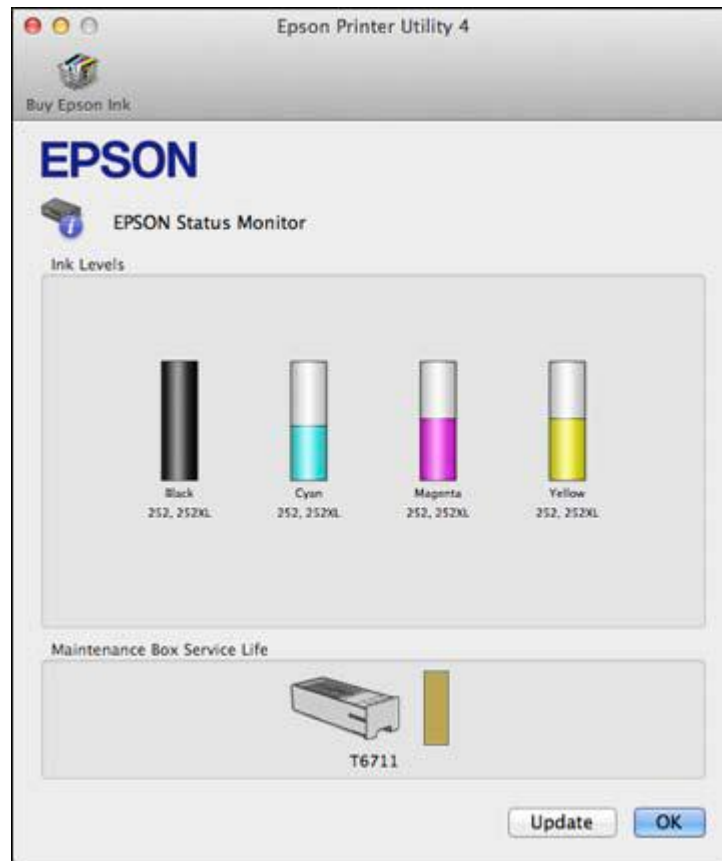 Epson Printer Utility 4
Buy Epson Ink
EPSON
EPSON Status Monitor
Ink Levels
Black
252, 252XL
Cyan
252, 252XL
Magenta
252, 252XL
Yellow
252, 252XL
Maintenance Box Service Life
T6711
Update
OK